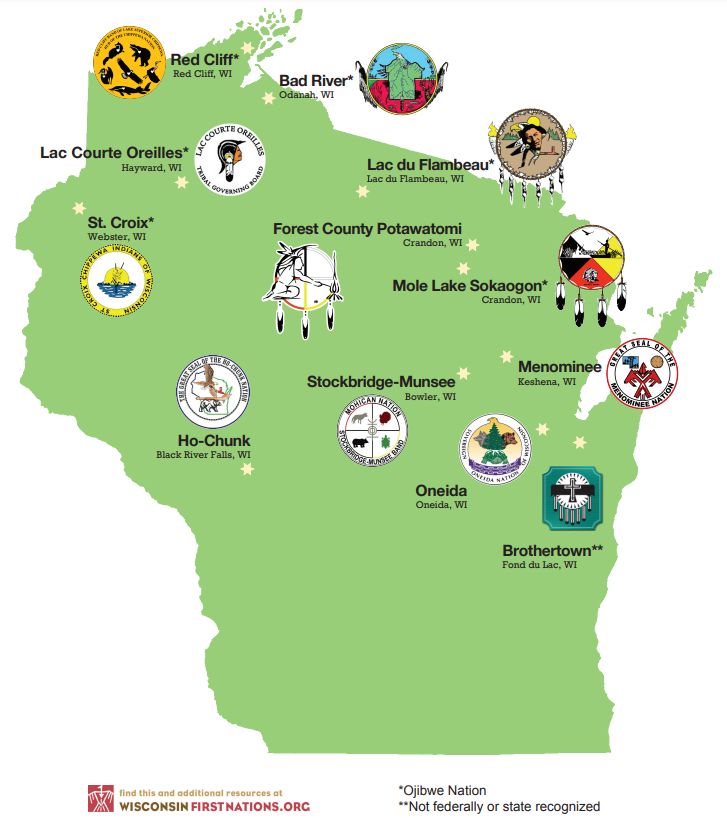 Red Cliff*
Red Cliff, WI
Bad River*
Odanah, WI
Lac Courte Oreilles*
Hayward, WI
LAC COURTE OREILLES
TRIBAL GOVERNING BOARD
Lac du Flambeau*
Lac du Flambeau, WI
St. Croix*
Webster, WI
ST. CROIX CHIPPEWA INDIANS OF WISCONSIN
Forest County Potawatomi
Crandon, WI
Mole Lake Sokaogon*
Crandon, WI
Menominee
Keshena, WI
GREAT SEAL OF THE
MENOMINEE NATION
Stockbridge-Munsee
Bowler, WI
MOHICAN NATION
STOCKBRIDGE-MUNSEE BAND
THE GREAT SEAL OF THE HO-CHUNK NATION
Ho-Chunk
Black River Falls, WI
SOVEREIGN
ONEIDA NATION
OF WISCONSIN
Oneida
Oneida, WI
Brothertown**
Fond du Lac, WI
find this and additional resources at
WISCONSINFIRSTNATIONS.ORG
*Ojibwe Nation
**Not federally or state recognized